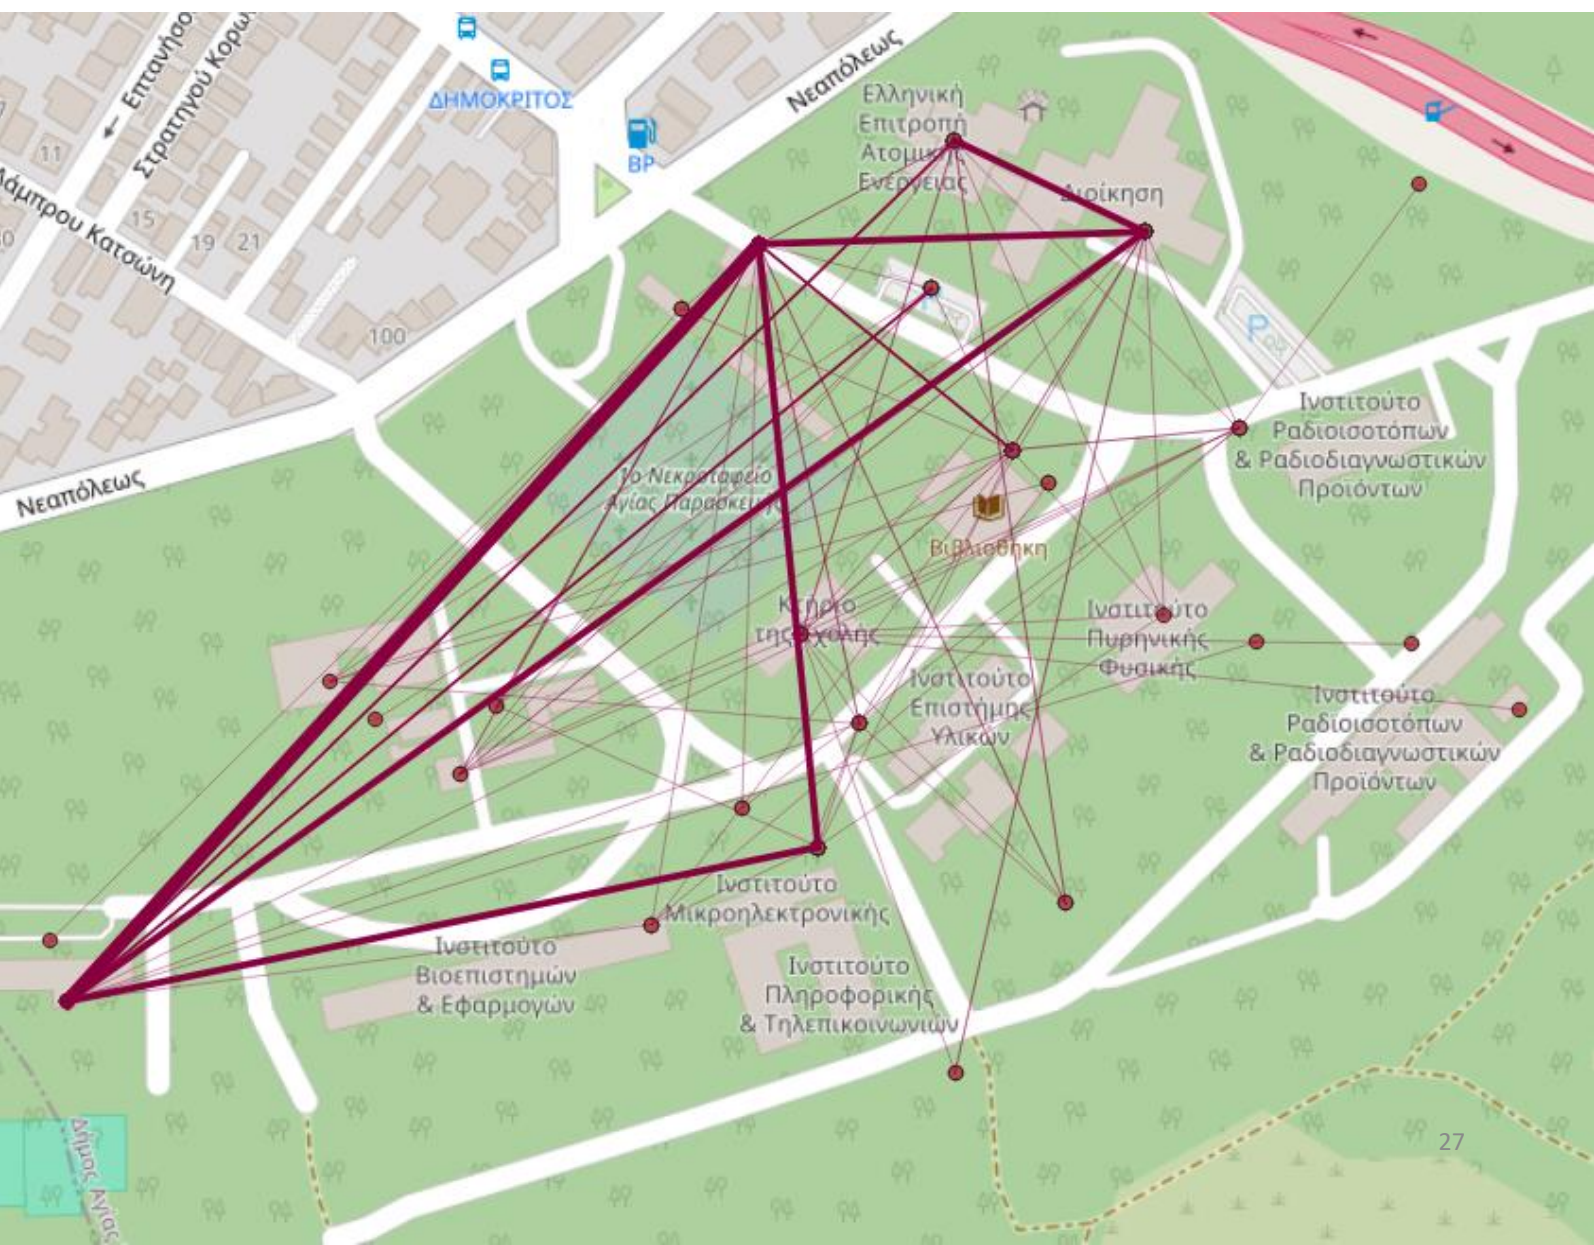 Επτανήσο
Στρατηγού Κορω
ΔΗΜΟΚΡΙΤΟΣ
BP
Νεαπόλεως
Ελληνική
Επιτροπή
Ατομικής
Ενέργειας
Διοίκηση
11
15
19
21
Λάμπρου Κατσώνη
100
Νεαπόλεως
1ο Νεκροταφείο
Αγίας Παρασκευής
P
Ινστιτούτο
Ραδιοισοτόπων
& Ραδιοδιαγνωστικών
Προϊόντων
Βιβλιοθήκη
Κτήριο
της Σχολής
Ινστιτούτο
Πυρηνικής
Φυσικής
Ινστιτούτο
Επιστήμης
Υλικών
Ινστιτούτο
Ραδιοισοτόπων
& Ραδιοδιαγνωστικών
Προϊόντων
Ινστιτούτο
Μικροηλεκτρονικής
Ινστιτούτο
Βιοεπιστημών
& Εφαρμογών
Ινστιτούτο
Πληροφορικής
& Τηλεπικοινωνιών
Δήμος Αγίας
27